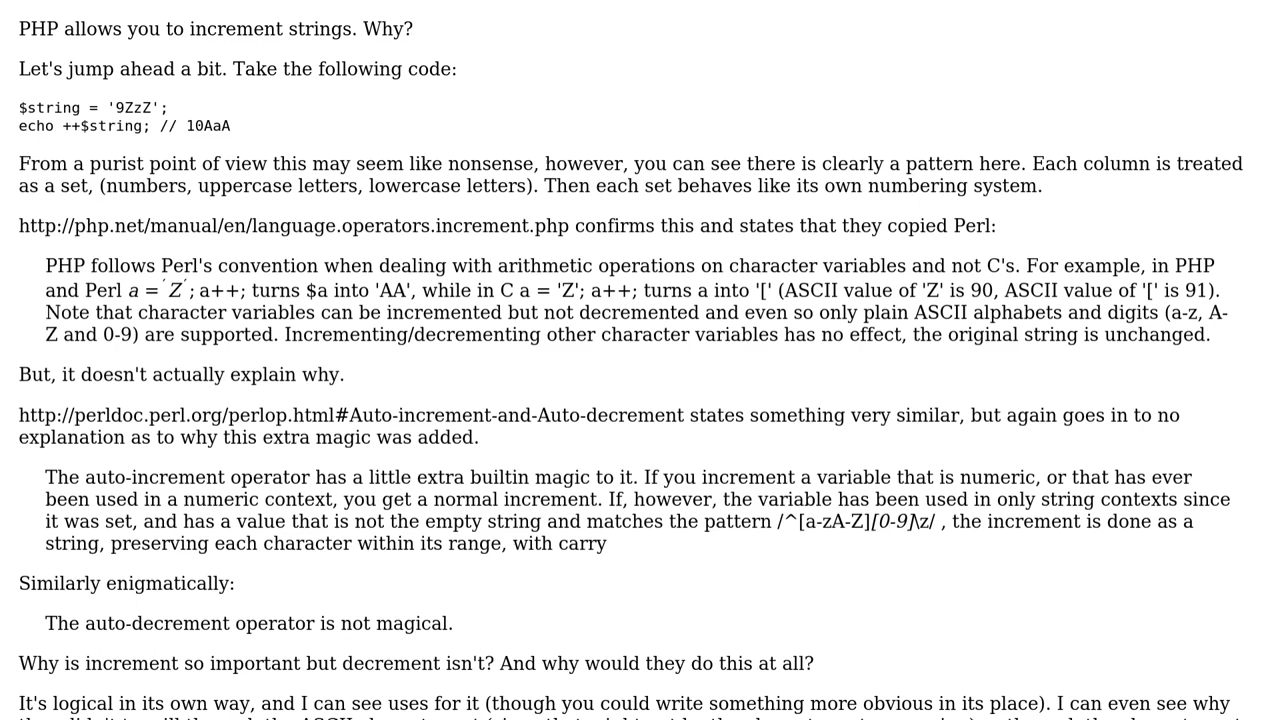 PHP allows you to increment strings. Why?
Let's jump ahead a bit. Take the following code:
$string = '9ZzZ';
echo ++$string; // 10AaA
From a purist point of view this may seem like nonsense, however, you can see there is clearly a pattern here. Each column is treated
as a set, (numbers, uppercase letters, lowercase letters). Then each set behaves like its own numbering system.
http://php.net/manual/en/language.operators.increment.php confirms this and states that they copied Perl:
PHP follows Perl's convention when dealing with arithmetic operations on character variables and not C's. For example, in PHP
and Perl a = ′Z′; a++; turns $a into 'AA', while in C a = 'Z'; a++; turns a into '[' (ASCII value of 'Z' is 90, ASCII value of '[' is 91).
Note that character variables can be incremented but not decremented and even so only plain ASCII alphabets and digits (a-z, A-
Z and 0-9) are supported. Incrementing/decrementing other character variables has no effect, the original string is unchanged.
But, it doesn't actually explain why.
http://perldoc.perl.org/perlop.html#Auto-increment-and-Auto-decrement states something very similar, but again goes in to no
explanation as to why this extra magic was added.
The auto-increment operator has a little extra builtin magic to it. If you increment a variable that is numeric, or that has ever
been used in a numeric context, you get a normal increment. If, however, the variable has been used in only string contexts since
it was set, and has a value that is not the empty string and matches the pattern /^[a-zA-Z][0-9]\z/ , the increment is done as a
string, preserving each character within its range, with carry
Similarly enigmatically:
The auto-decrement operator is not magical.
Why is increment so important but decrement isn't? And why would they do this at all?
It's logical in its own way, and I can see uses for it (though you could write something more obvious in its place). I can even see why